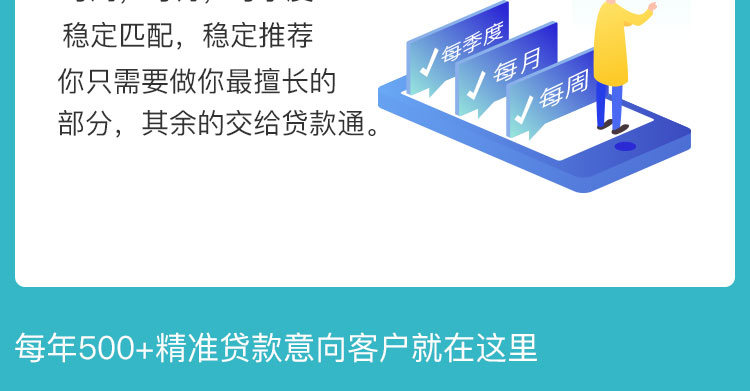 稳定匹配，稳定推荐
你只需要做你最擅长的
部分，其余的交给贷款通。
每季度
每月
每周
每年500+精准贷款意向客户就在这里